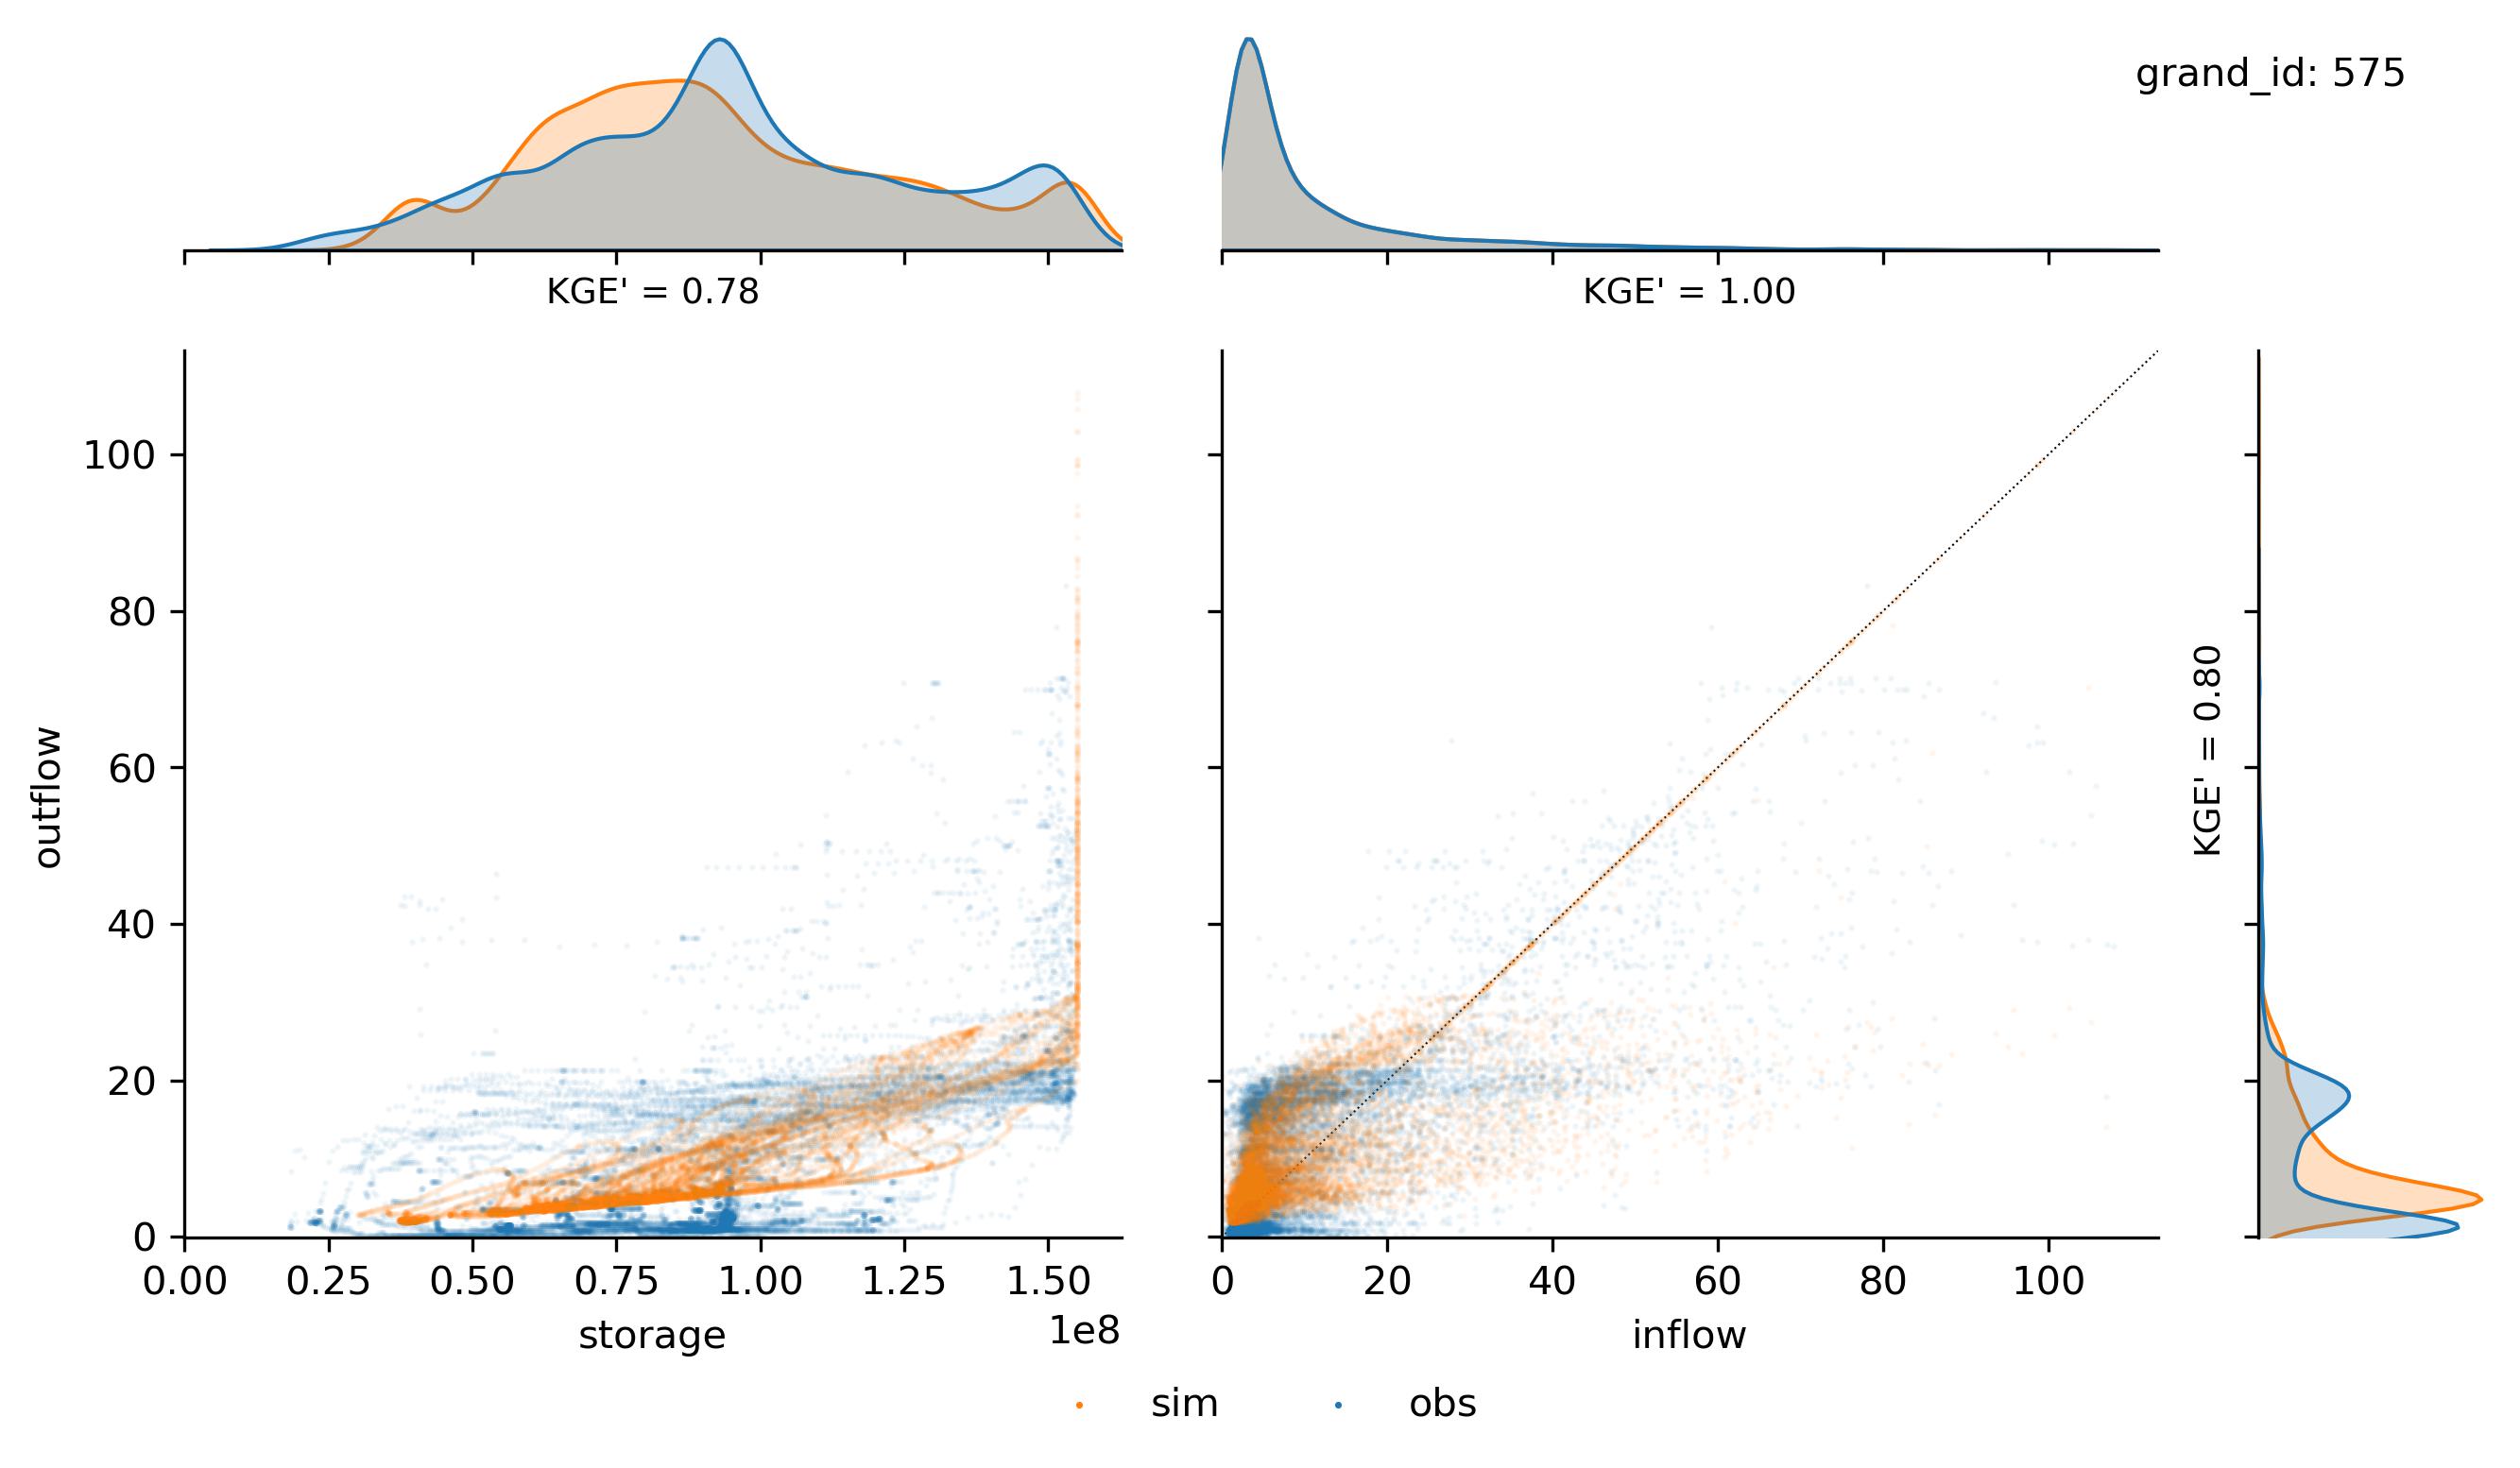 grand_id: 575
KGE' = 0.78
KGE' = 1.00
100
80
60
40
20
0
outflow
KGE' = 0.80
0.00 0.25 0.50 0.75 1.00 1.25 1.50
1e8
storage
0 20 40 60 80 100
inflow
sim obs